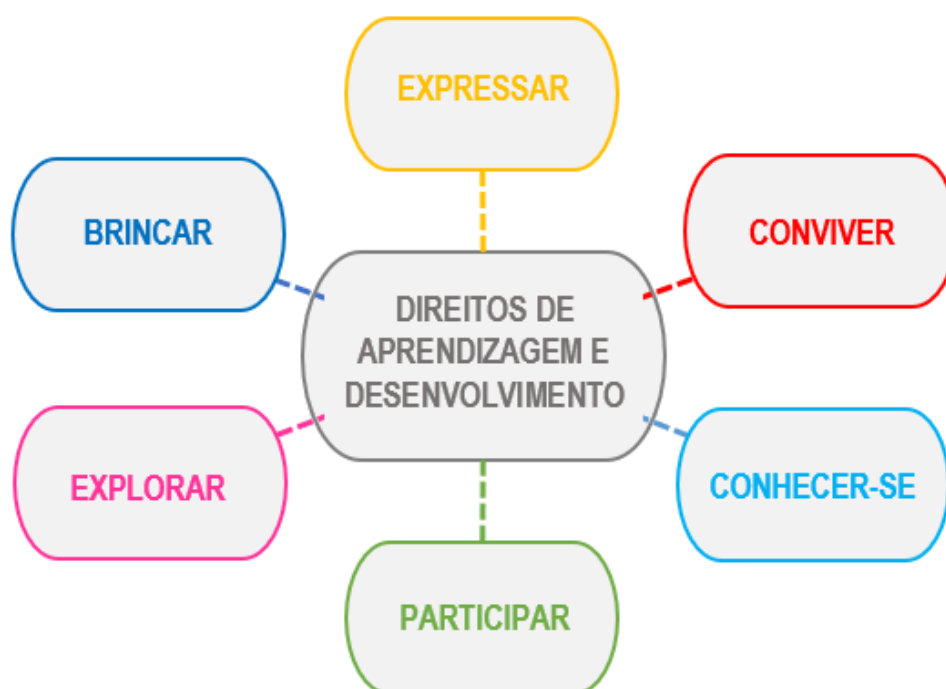 EXPRESSAR
BRINCAR
CONVIVER
DIREITOS DE
APRENDIZAGEM E
DESENVOLVIMENTO
EXPLORAR
CONHECER-SE
PARTICIPAR